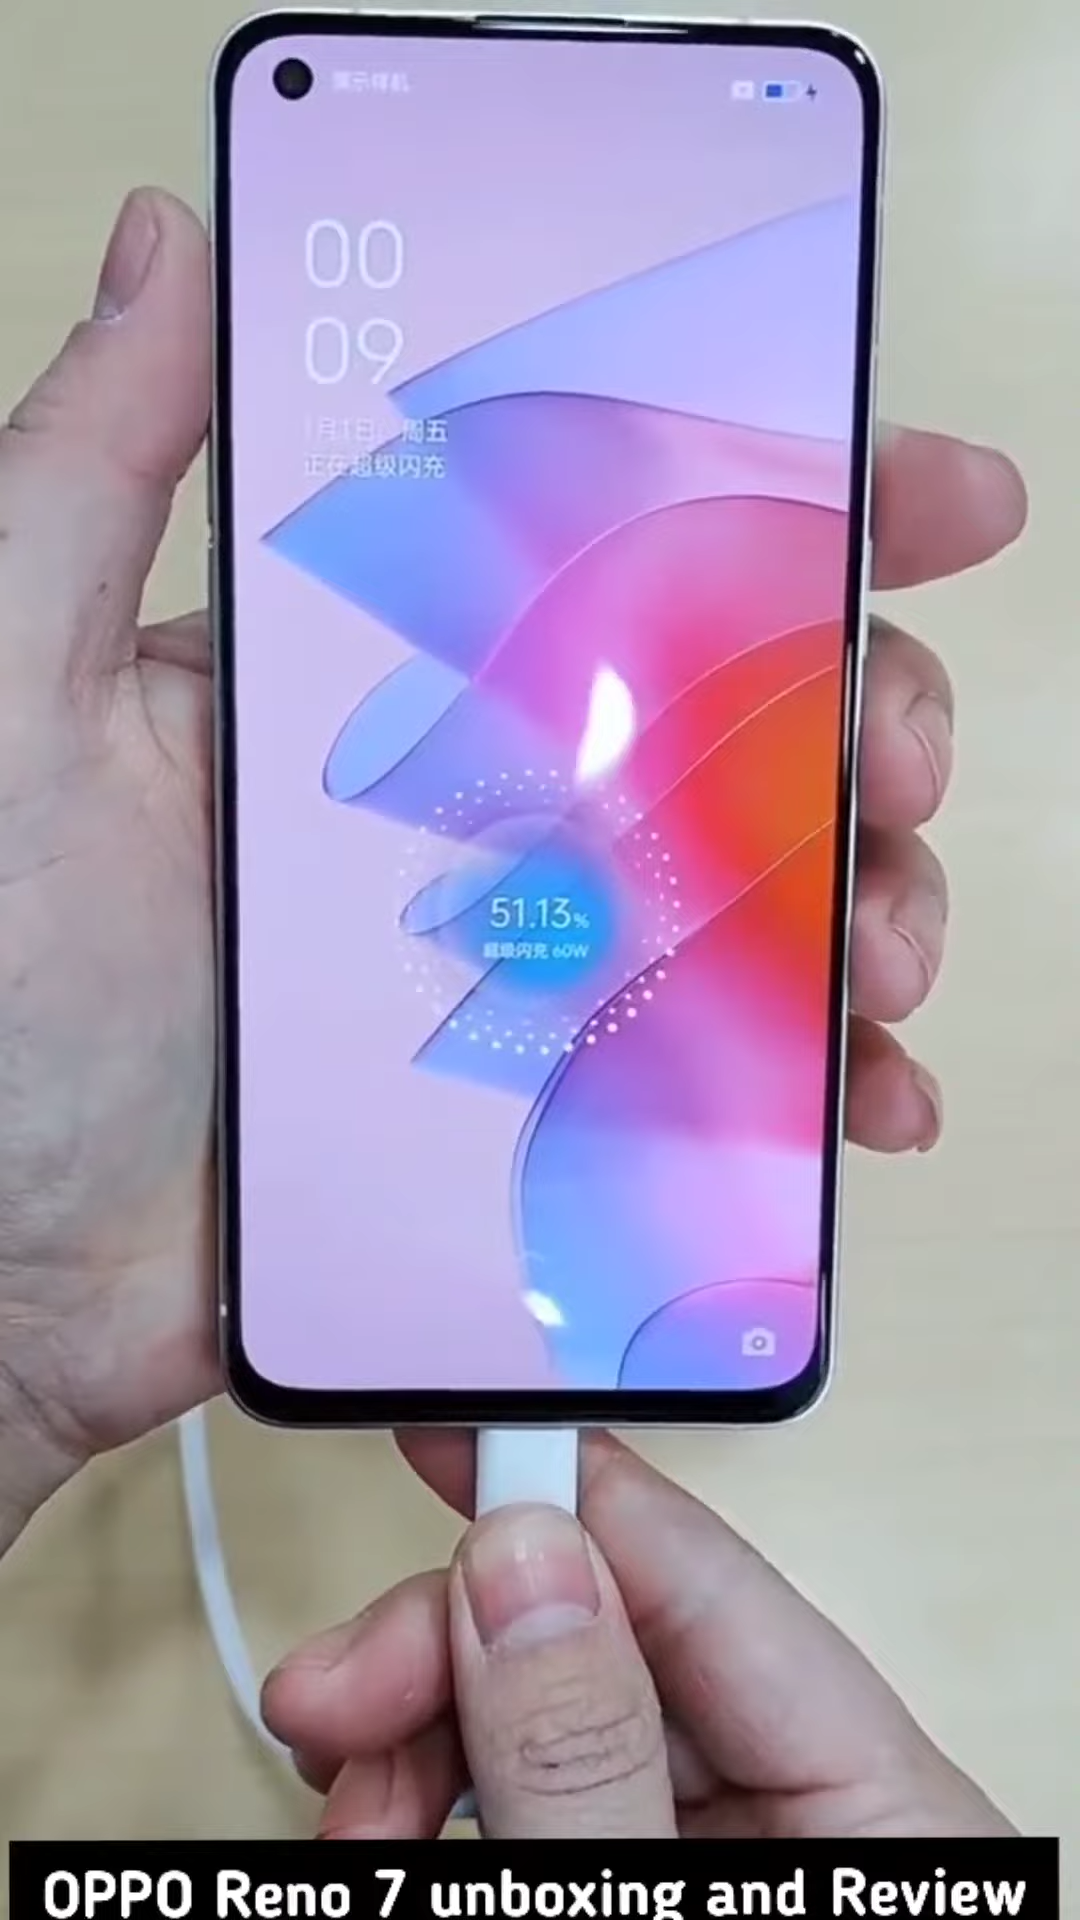 演示样机
00
09
1月1日 周五
正在超级闪充
51.13%
超级闪充 60W
OPPO Reno 7 unboxing and Review